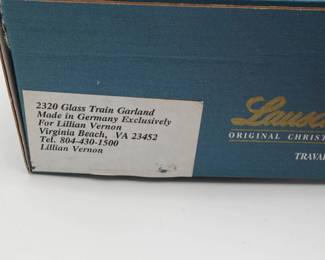 2320 Glass Train Garland
Made in Germany Exclusively
For Lillian Vernon
Virginia Beach, VA 23452
Tel. 804-430-1500
Lillian Vernon
Lausc
ORIGINAL CHRIST
TRAVA